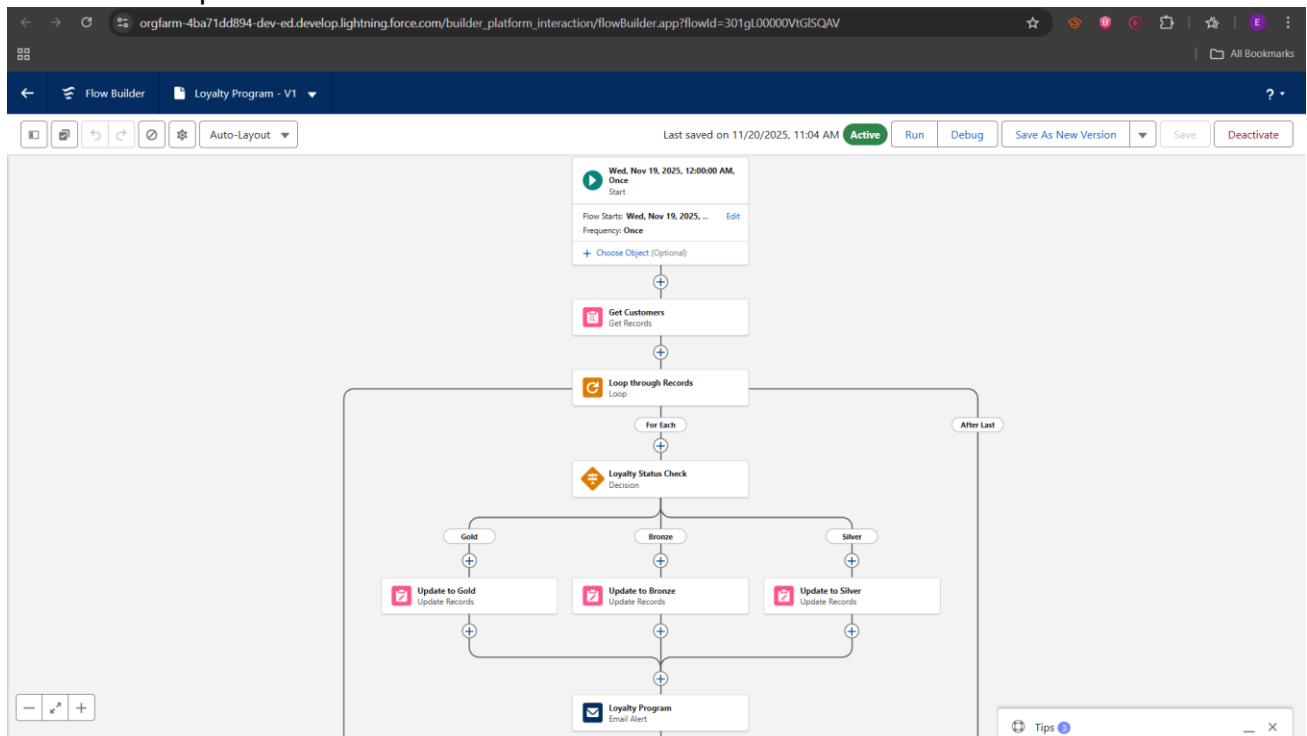 orgfarm-4ba71dd894-dev-ed.develop.lightning.force.com/builder_platform_interaction/flowBuilder.app?flowId=301gL00000VtGlSQAV
E
All Bookmarks
Flow Builder
Loyalty Program - V1
?
Auto-Layout
Last saved on 11/20/2025, 11:04 AM
Active
Run
Debug
Save As New Version
Save
Deactivate
Wed, Nov 19, 2025, 12:00:00 AM,
Once
Start
Flow Starts: Wed, Nov 19, 2025, ...
Edit
Frequency: Once
+ Choose Object (Optional)
Get Customers
Get Records
Loop through Records
Loop
For Each
After Last
Loyalty Status Check
Decision
Gold
Bronze
Silver
Update to Gold
Update Records
Update to Bronze
Update Records
Update to Silver
Update Records
Loyalty Program
Email Alert
Tips 3